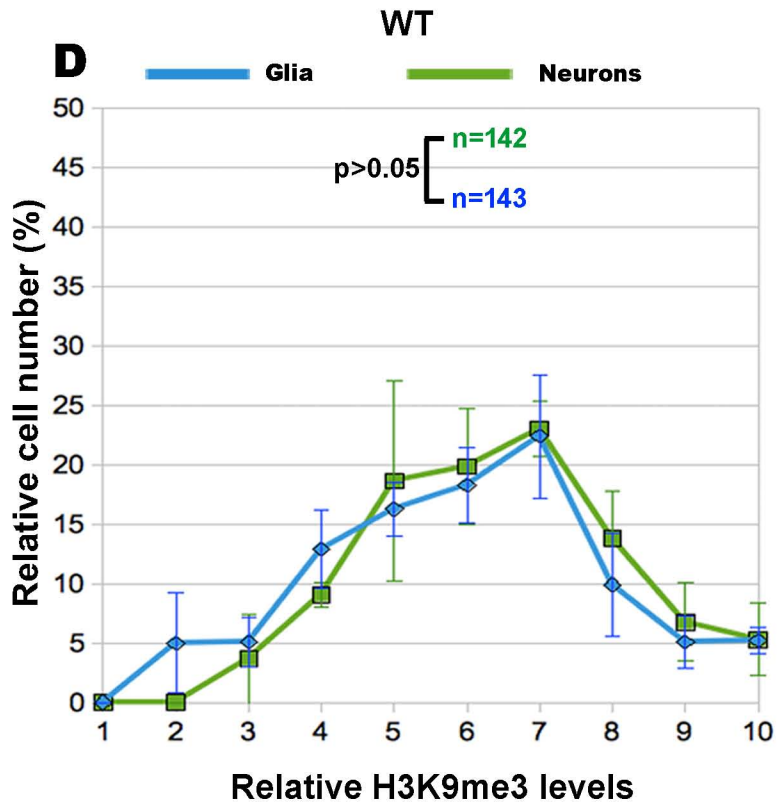 WT
D
Glia
Neurons
50
45
40
35
30
25
20
15
10
5
0
n=142
p>0.05
n=143
Relative cell number (%)
1 2 3 4 5 6 7 8 9 10
Relative H3K9me3 levels